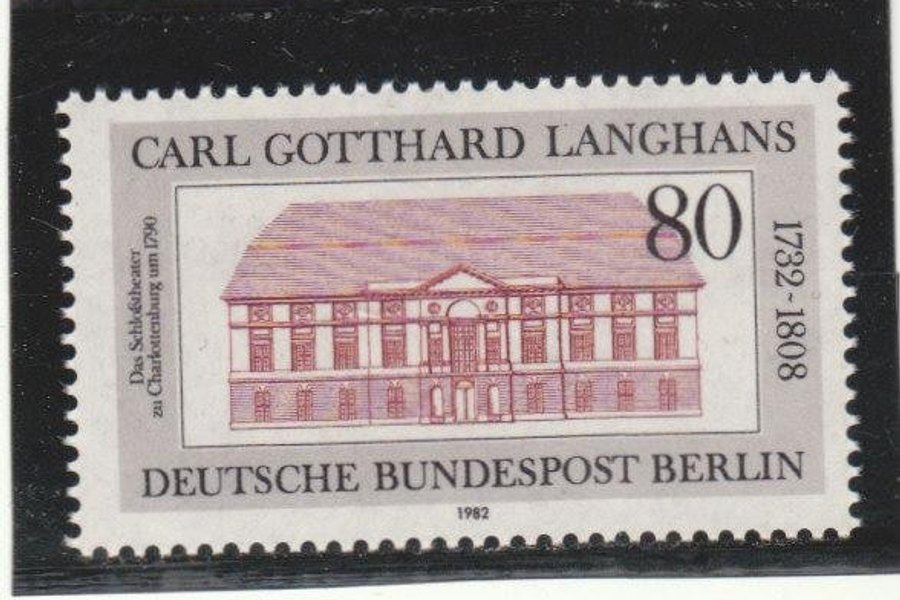 CARL GOTTHARD LANGHANS
80
1732-1808
Das Schloßtheater
zu Charlottenburg um 1790
DEUTSCHE BUNDESPOST BERLIN
1982